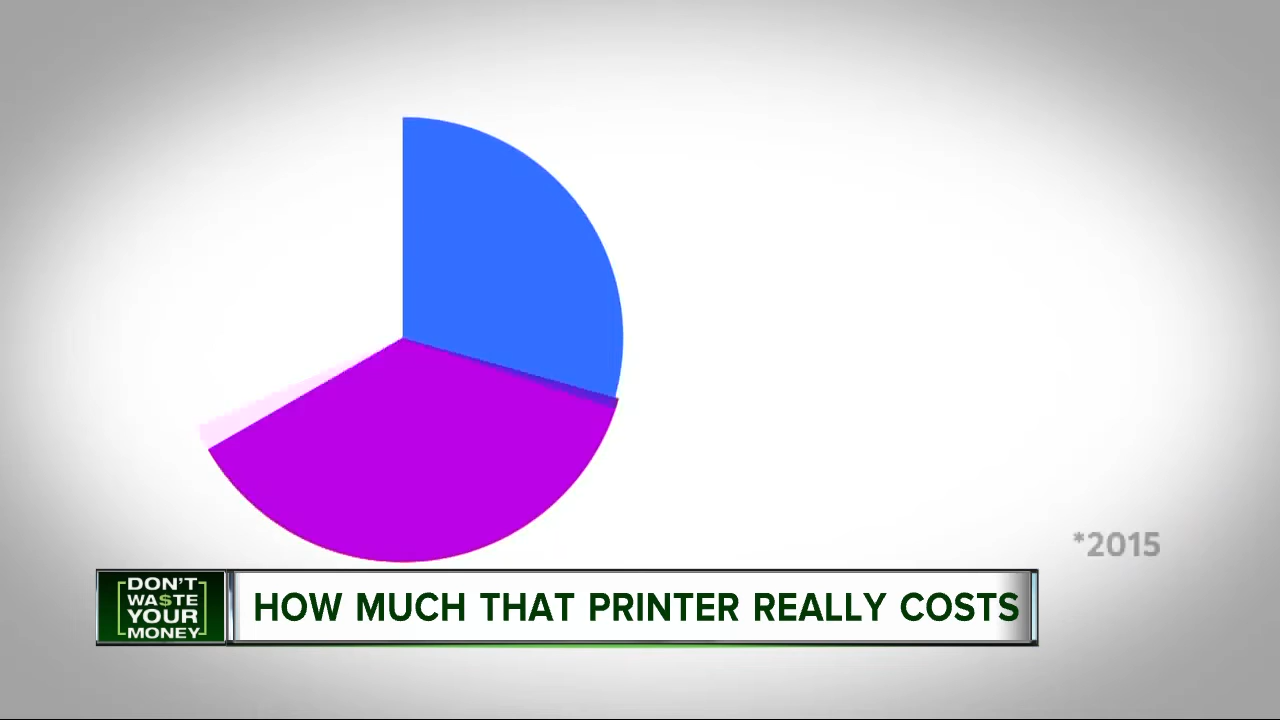 *2015
DON'T
WA$TE
YOUR
MONEY
HOW MUCH THAT PRINTER REALLY COSTS